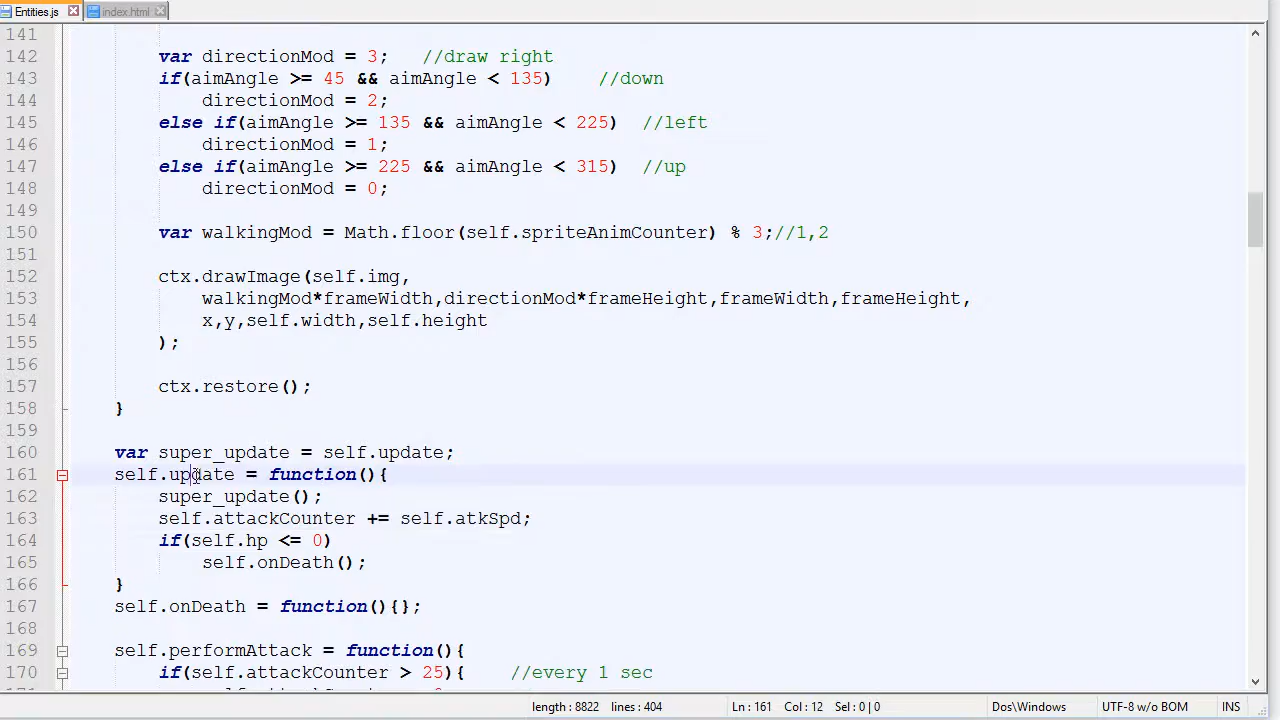 Entities.js index.html
141
142 var directionMod = 3; //draw right
143 if(aimAngle >= 45 && aimAngle < 135) //down
144 directionMod = 2;
145 else if(aimAngle >= 135 && aimAngle < 225) //left
146 directionMod = 1;
147 else if(aimAngle >= 225 && aimAngle < 315) //up
148 directionMod = 0;
149
150 var walkingMod = Math.floor(self.spriteAnimCounter) % 3;//1,2
151
152 ctx.drawImage(self.img,
153 walkingMod*frameWidth,directionMod*frameHeight,frameWidth,frameHeight,
154 x,y,self.width,self.height
155 );
156
157 ctx.restore();
158 }
159
160 var super_update = self.update;
161 self.update = function(){
162 super_update();
163 self.attackCounter += self.atkSpd;
164 if(self.hp <= 0)
165 self.onDeath();
166 }
167 self.onDeath = function(){};
168
169 self.performAttack = function(){
170 if(self.attackCounter > 25){ //every 1 sec
length : 8822 lines : 404 Ln : 161 Col : 12 Sel : 0 | 0 Dos\Windows UTF-8 w/o BOM INS